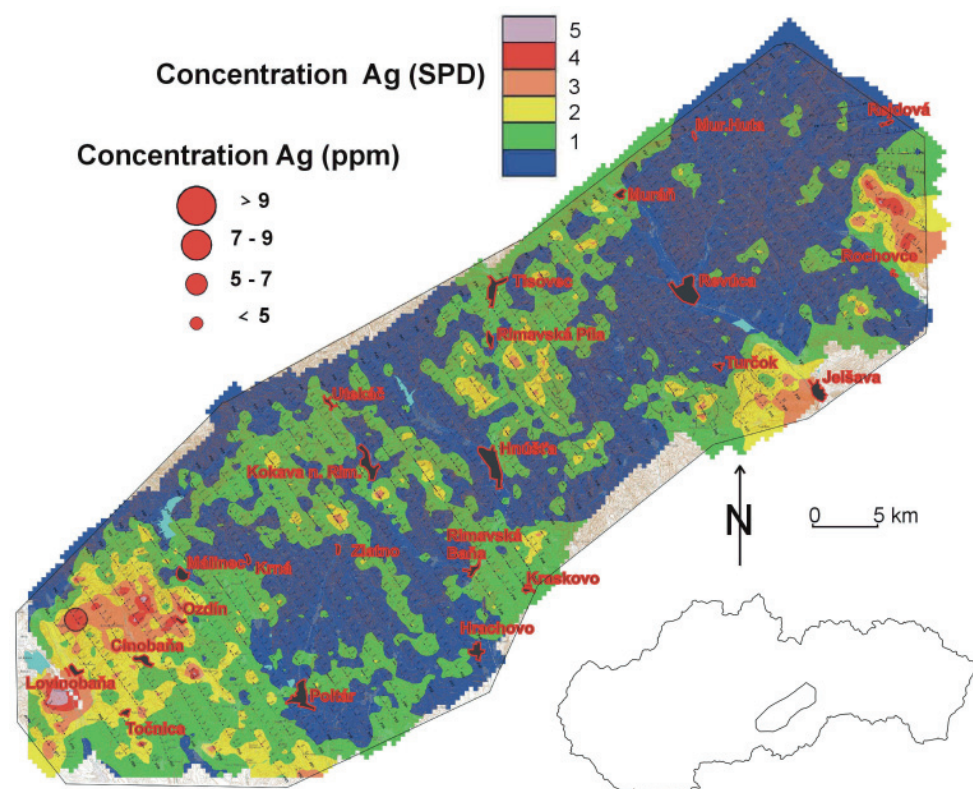 Concentration Ag (SPD)
5
4
3
2
1
Concentration Ag (ppm)
> 9
7 - 9
5 - 7
< 5
Rejdová
Mur.Huta
Muráň
Rochovce
Tisovec
Revúca
Rimavská Píla
Turčok
Jelšava
Utekáč
Hnúšťa
Kokava n. Rim.
N
0 5 km
Rimavská
Baňa
Zlatno
Málinec
Krná
Kraskovo
Ozdín
Hrachovo
Cinobaňa
Lovinobaňa
Poltár
Točnica